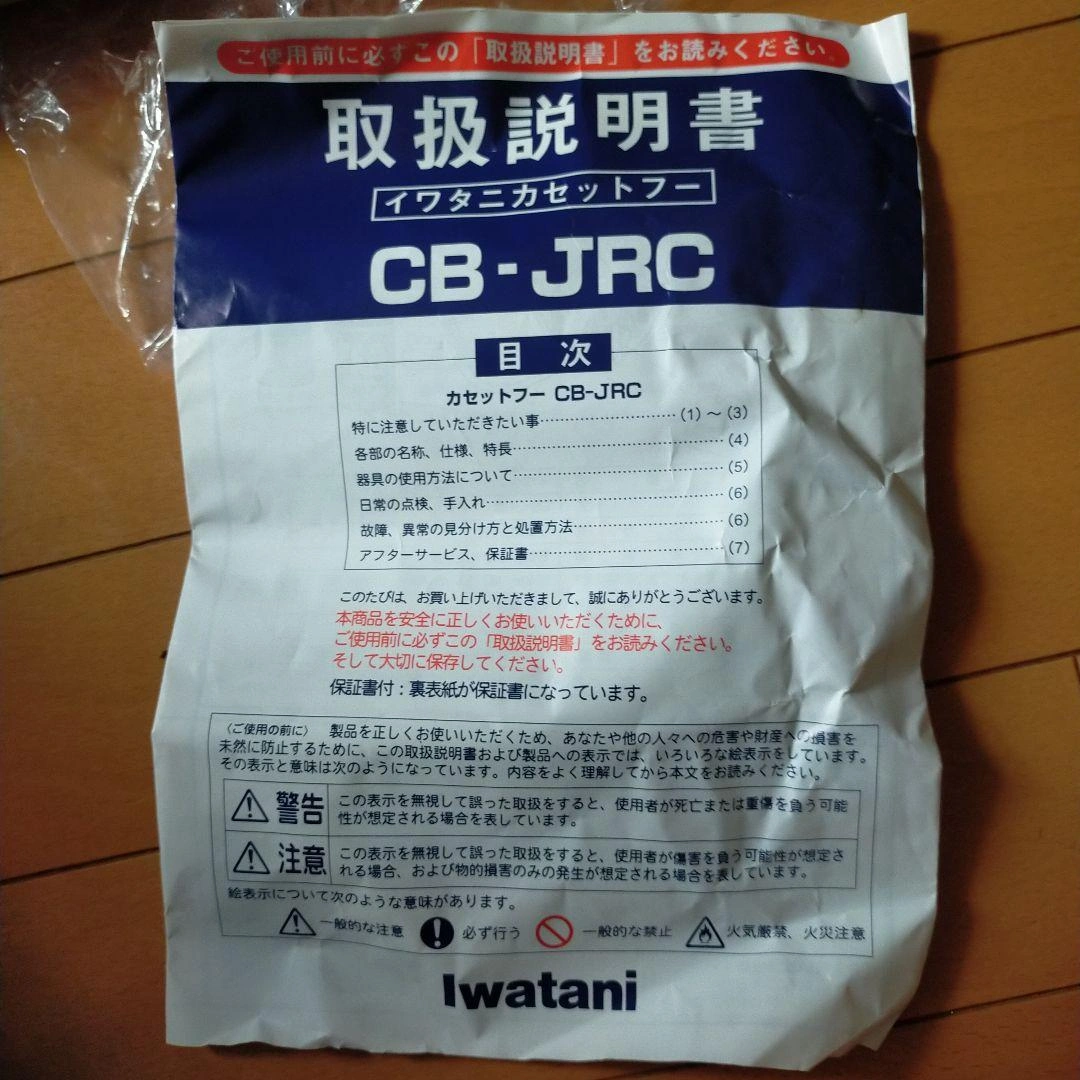 ご使用前に必ずこの「取扱説明書」をお読みください。
取扱説明書
イワタニカセットフー
CB-JRC
目 次
カセットフー CB-JRC
特に注意していただきたい事…………………………(1)～(3)
各部の名称、仕様、特長……………………………………(4)
器具の使用方法について……………………………………(5)
日常の点検、手入れ…………………………………………(6)
故障、異常の見分け方と処置方法…………………………(6)
アフターサービス、保証書…………………………………(7)
このたびは、お買い上げいただきまして、誠にありがとうございます。
本商品を安全に正しくお使いいただくために、
ご使用前に必ずこの「取扱説明書」をお読みください。
そして大切に保存してください。
保証書付：裏表紙が保証書になっています。
〈ご使用の前に〉 製品を正しくお使いいただくため、あなたや他の人々への危害や財産への損害を
未然に防止するために、この取扱説明書および製品への表示では、いろいろな絵表示をしています。
その表示と意味は次のようになっています。内容をよく理解してから本文をお読みください。
警告 この表示を無視して誤った取扱をすると、使用者が死亡または重傷を負う可能
性が想定される場合を表しています。
注意 この表示を無視して誤った取扱をすると、使用者が傷害を負う可能性が想定さ
れる場合、および物的損害のみの発生が想定される場合を表しています。
絵表示について次のような意味があります。
一般的な注意 必ず行う 一般的な禁止 火気厳禁、火災注意
Iwatani